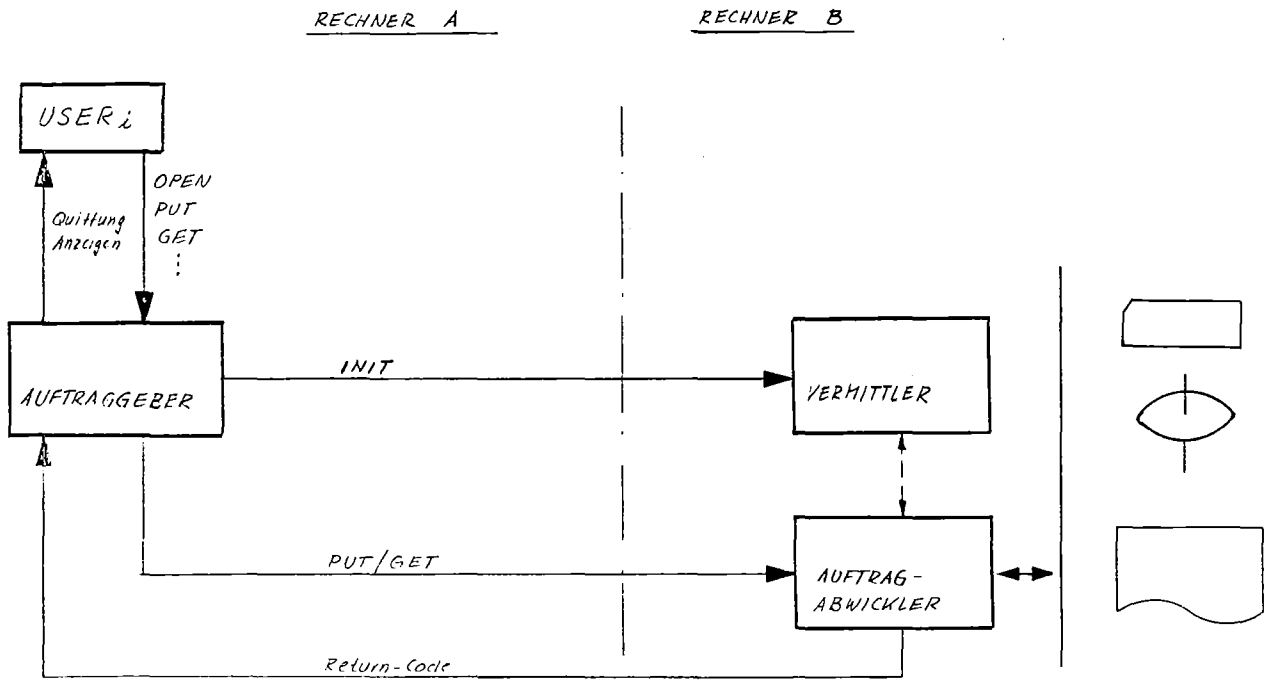 RECHNER A
RECHNER B
USER i
OPEN
PUT
GET
⋮
Quittung
Anzeigen
INIT
AUFTRAGGEBER
VERMITTLER
PUT/GET
AUFTRAG-
ABWICKLER
Return-Code